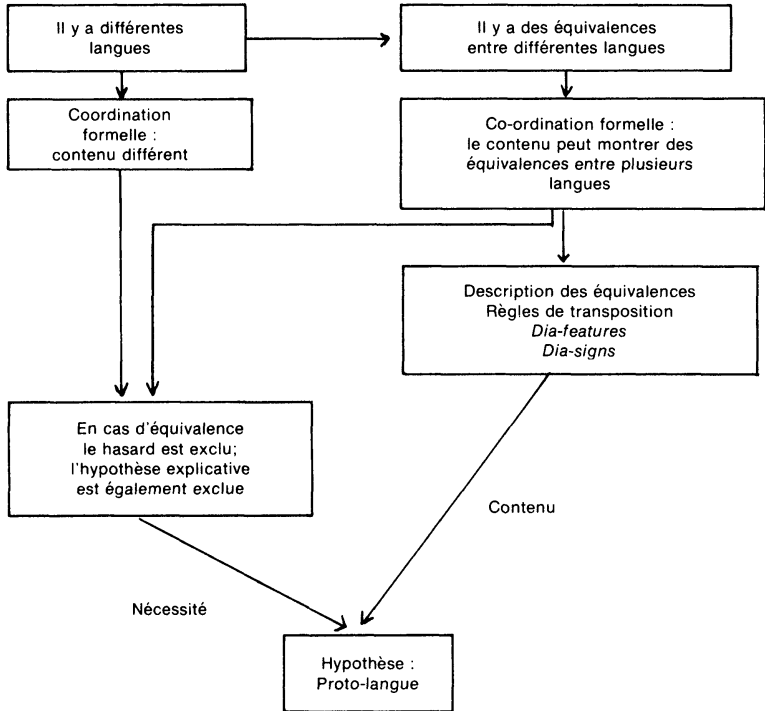 Il y a différentes
langues
Il y a des équivalences
entre différentes langues
Coordination
formelle :
contenu différent
Co-ordination formelle :
le contenu peut montrer des
équivalences entre plusieurs
langues
Description des équivalences
Règles de transposition
Dia-features
Dia-signs
En cas d'équivalence
le hasard est exclu;
l'hypothèse explicative
est également exclue
Contenu
Nécessité
Hypothèse :
Proto-langue